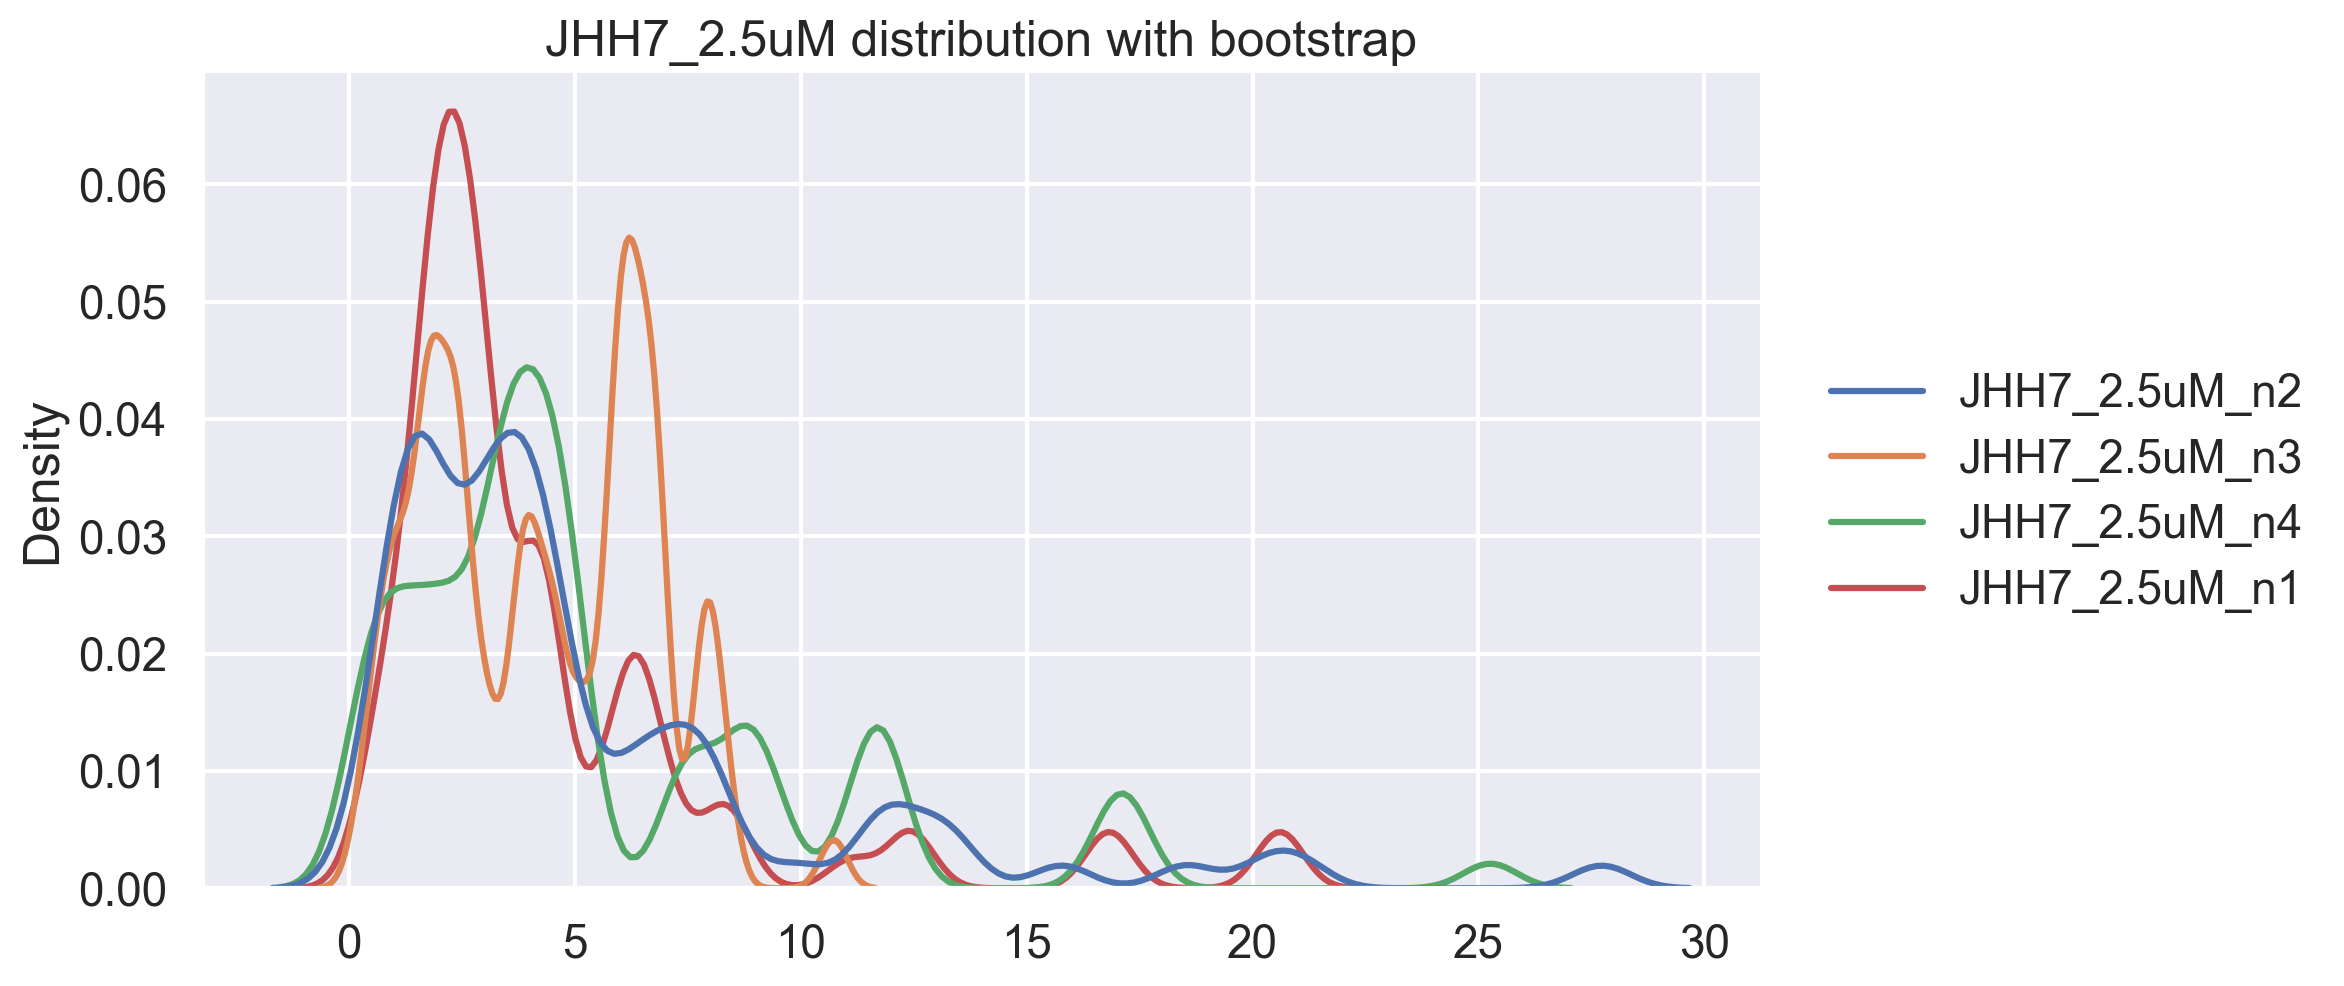 JHH7_2.5uM distribution with bootstrap
Density
0.06
0.05
0.04
0.03
0.02
0.01
0.00
0 5 10 15 20 25 30
JHH7_2.5uM_n2
JHH7_2.5uM_n3
JHH7_2.5uM_n4
JHH7_2.5uM_n1